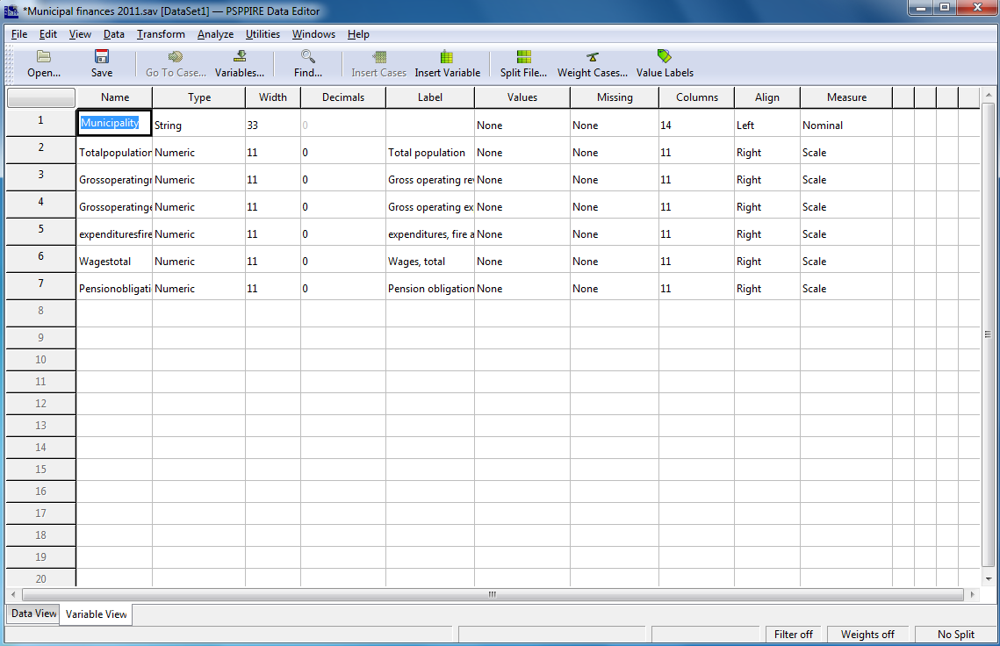 *Municipal finances 2011.sav [DataSet1] — PSPPIRE Data Editor
File Edit View Data Transform Analyze Utilities Windows Help
Open... Save Go To Case... Variables... Find... Insert Cases Insert Variable Split File... Weight Cases... Value Labels
Name Type Width Decimals Label Values Missing Columns Align Measure
1 Municipality String 33 0 None None 14 Left Nominal
2 Totalpopulation Numeric 11 0 Total population None None 11 Right Scale
3 Grossoperatingr Numeric 11 0 Gross operating rev None None 11 Right Scale
4 Grossoperatinge Numeric 11 0 Gross operating ex None None 11 Right Scale
5 expendituresfire Numeric 11 0 expenditures, fire a None None 11 Right Scale
6 Wagestotal Numeric 11 0 Wages, total None None 11 Right Scale
7 Pensionobligati Numeric 11 0 Pension obligation None None 11 Right Scale
8
9
10
11
12
13
14
15
16
17
18
19
20
Data View Variable View
Filter off Weights off No Split